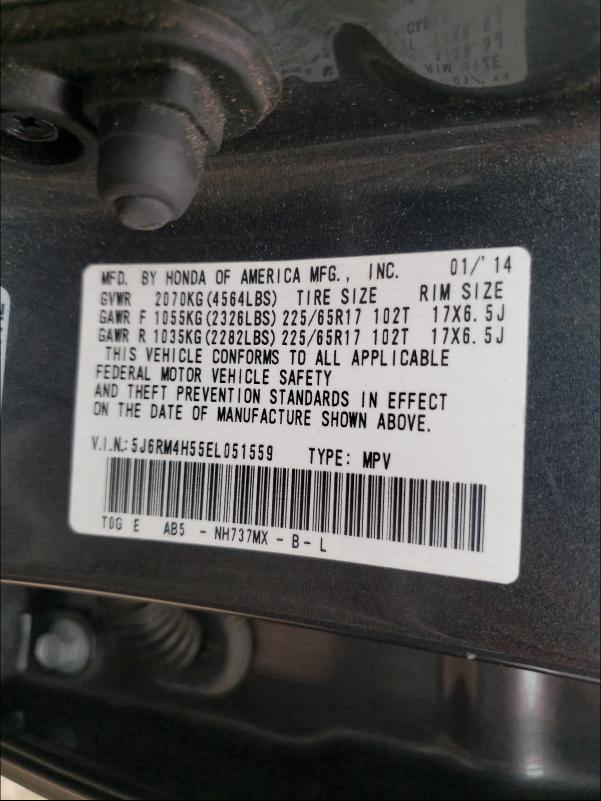 MFD. BY HONDA OF AMERICA MFG., INC. 01/'14
GVWR 2070KG(4564LBS) TIRE SIZE RIM SIZE
GAWR F 1055KG(2326LBS) 225/65R17 102T 17X6.5J
GAWR R 1035KG(2282LBS) 225/65R17 102T 17X6.5J
THIS VEHICLE CONFORMS TO ALL APPLICABLE
FEDERAL MOTOR VEHICLE SAFETY
AND THEFT PREVENTION STANDARDS IN EFFECT
ON THE DATE OF MANUFACTURE SHOWN ABOVE.
V.I.N.: 5J6RM4H55EL051559 TYPE: MPV
T0G E AB5 - NH737MX - B - L